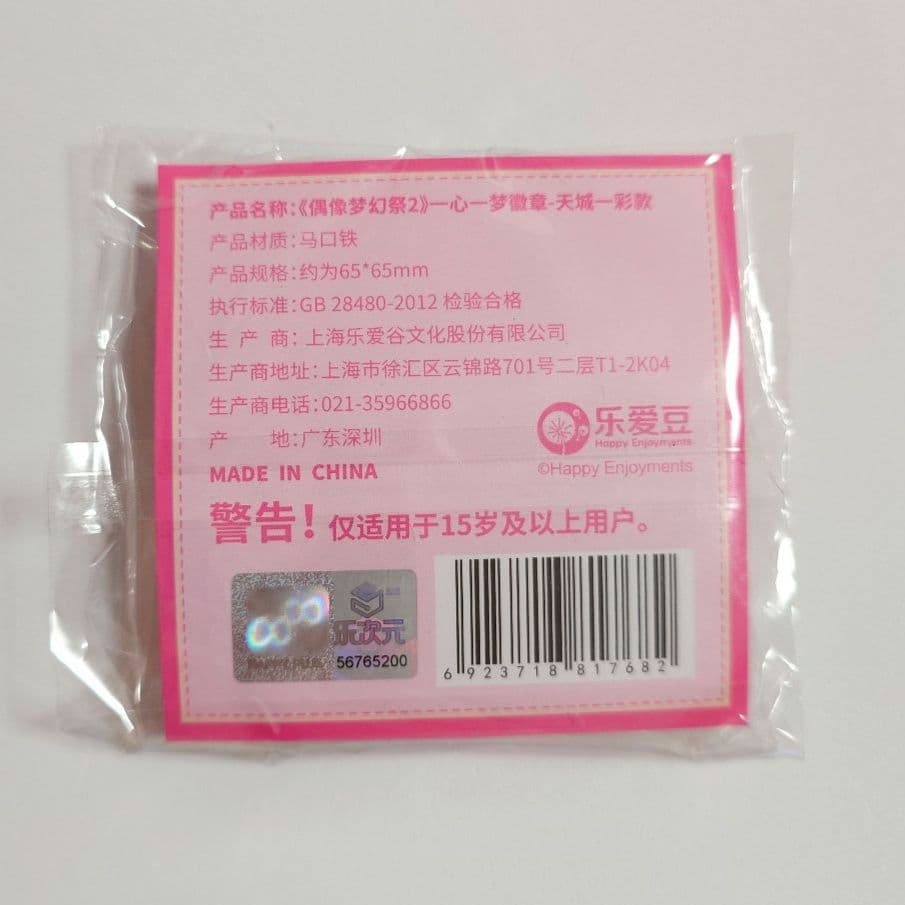 产品名称:《偶像梦幻祭2》一心一梦徽章-天城一彩款
产品材质:马口铁
产品规格:约为65*65mm
执行标准:GB 28480-2012 检验合格
生 产 商:上海乐爱谷文化股份有限公司
生产商地址:上海市徐汇区云锦路701号二层T1-2K04
生产商电话:021-35966866
产 地:广东深圳
乐爱豆
Happy Enjoyments
©Happy Enjoyments
MADE IN CHINA
警告!仅适用于15岁及以上用户。
乐次元
HAPPY PLUS
56765200
6 923718 817682